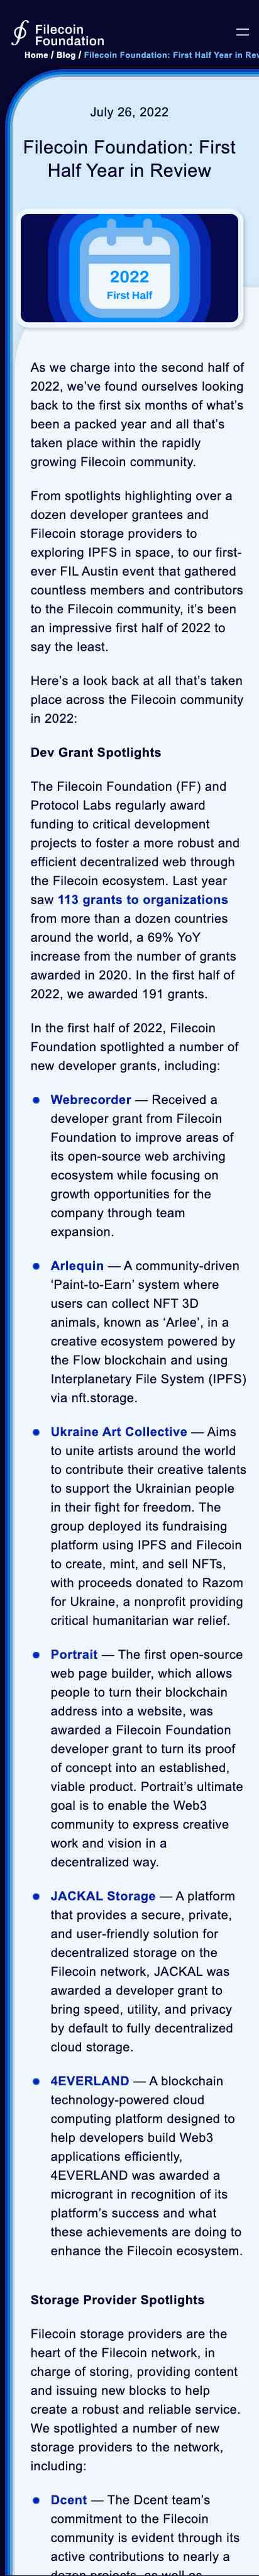 Filecoin
Foundation
Home / Blog / Filecoin Foundation: First Half Year in Rev
July 26, 2022
Filecoin Foundation: First
Half Year in Review
2022
First Half
As we charge into the second half of
2022, we’ve found ourselves looking
back to the first six months of what’s
been a packed year and all that’s
taken place within the rapidly
growing Filecoin community.
From spotlights highlighting over a
dozen developer grantees and
Filecoin storage providers to
exploring IPFS in space, to our first-
ever FIL Austin event that gathered
countless members and contributors
to the Filecoin community, it’s been
an impressive first half of 2022 to
say the least.
Here’s a look back at all that’s taken
place across the Filecoin community
in 2022:
Dev Grant Spotlights
The Filecoin Foundation (FF) and
Protocol Labs regularly award
funding to critical development
projects to foster a more robust and
efficient decentralized web through
the Filecoin ecosystem. Last year
saw 113 grants to organizations
from more than a dozen countries
around the world, a 69% YoY
increase from the number of grants
awarded in 2020. In the first half of
2022, we awarded 191 grants.
In the first half of 2022, Filecoin
Foundation spotlighted a number of
new developer grants, including:
Webrecorder — Received a
developer grant from Filecoin
Foundation to improve areas of
its open-source web archiving
ecosystem while focusing on
growth opportunities for the
company through team
expansion.
Arlequin — A community-driven
‘Paint-to-Earn’ system where
users can collect NFT 3D
animals, known as ‘Arlee’, in a
creative ecosystem powered by
the Flow blockchain and using
Interplanetary File System (IPFS)
via nft.storage.
Ukraine Art Collective — Aims
to unite artists around the world
to contribute their creative talents
to support the Ukrainian people
in their fight for freedom. The
group deployed its fundraising
platform using IPFS and Filecoin
to create, mint, and sell NFTs,
with proceeds donated to Razom
for Ukraine, a nonprofit providing
critical humanitarian war relief.
Portrait — The first open-source
web page builder, which allows
people to turn their blockchain
address into a website, was
awarded a Filecoin Foundation
developer grant to turn its proof
of concept into an established,
viable product. Portrait’s ultimate
goal is to enable the Web3
community to express creative
work and vision in a
decentralized way.
JACKAL Storage — A platform
that provides a secure, private,
and user-friendly solution for
decentralized storage on the
Filecoin network, JACKAL was
awarded a developer grant to
bring speed, utility, and privacy
by default to fully decentralized
cloud storage.
4EVERLAND — A blockchain
technology-powered cloud
computing platform designed to
help developers build Web3
applications efficiently,
4EVERLAND was awarded a
microgrant in recognition of its
platform’s success and what
these achievements are doing to
enhance the Filecoin ecosystem.
Storage Provider Spotlights
Filecoin storage providers are the
heart of the Filecoin network, in
charge of storing, providing content
and issuing new blocks to help
create a robust and reliable service.
We spotlighted a number of new
storage providers to the network,
including:
Dcent — The Dcent team’s
commitment to the Filecoin
community is evident through its
active contributions to nearly a
dozen projects, as well as